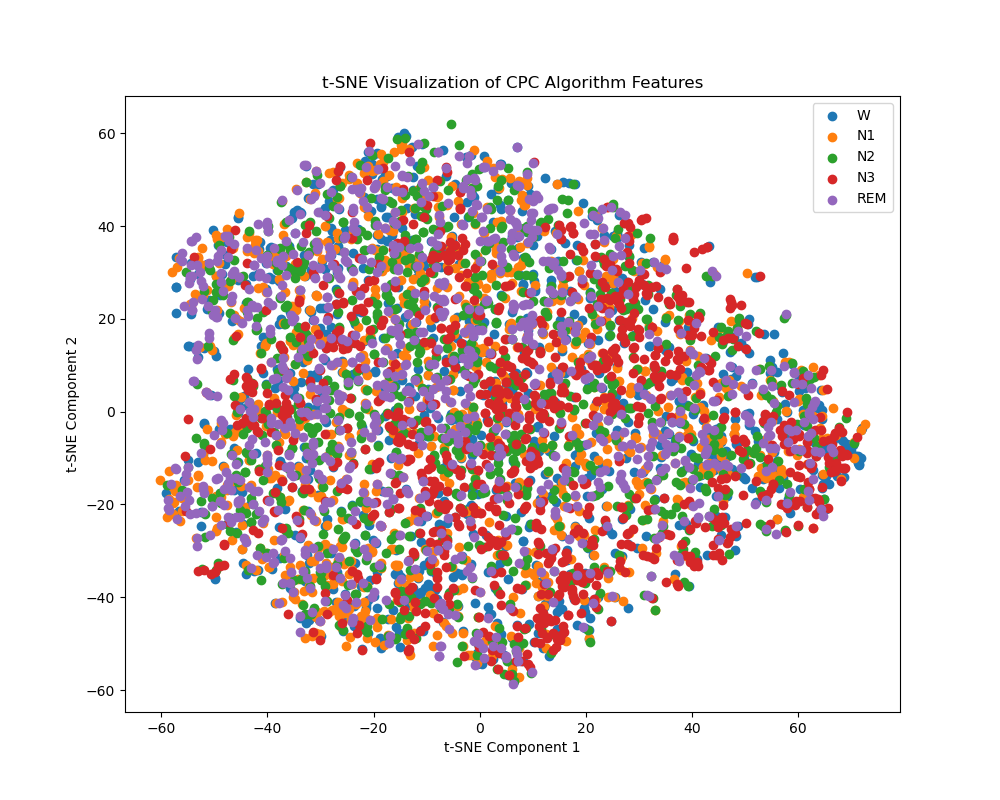 t-SNE Visualization of CPC Algorithm Features
W
N1
N2
N3
REM
60
40
20
0
−20
−40
−60
t-SNE Component 2
−60
−40
−20
0
20
40
60
t-SNE Component 1